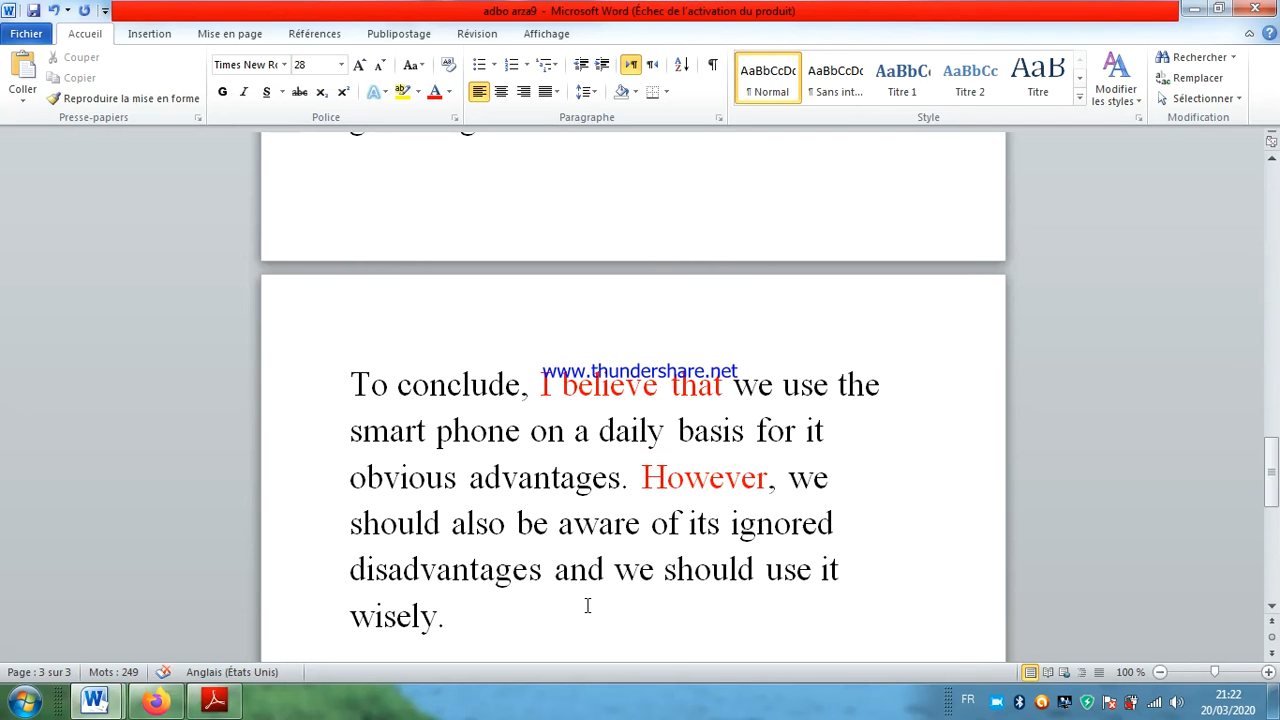 adbo arza9 - Microsoft Word (Échec de l'activation du produit)
Fichier Accueil Insertion Mise en page Références Publipostage Révision Affichage
Coller
Couper
Copier
Reproduire la mise en forme
Presse-papiers
Times New Ro 28
Police
Paragraphe
AaBbCcDc AaBbCcDc AaBbCc AaBbCc AaB
¶ Normal ¶ Sans int... Titre 1 Titre 2 Titre
Style
Modifier
les styles
Rechercher
Remplacer
Sélectionner
Modification
www.thundershare.net
To conclude, I believe that we use the
smart phone on a daily basis for it
obvious advantages. However, we
should also be aware of its ignored
disadvantages and we should use it
wisely.
Page : 3 sur 3 Mots : 249 Anglais (États Unis) 100 %
FR 21:22
20/03/2020